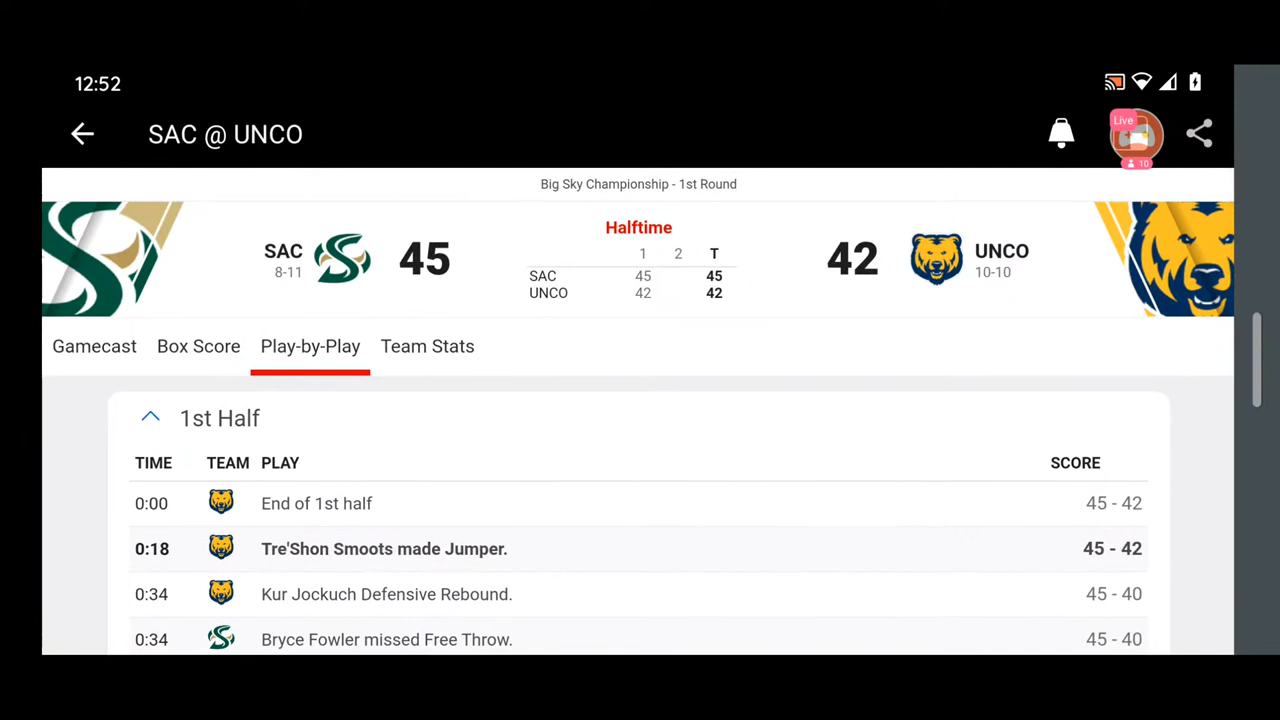 12:52
SAC @ UNCO
Live
10
Big Sky Championship - 1st Round
SAC
8-11
45
Halftime
1 2 T
SAC 45 45
UNCO 42 42
42
UNCO
10-10
Gamecast Box Score Play-by-Play Team Stats
1st Half
TIME TEAM PLAY SCORE
0:00 End of 1st half 45 - 42
0:18 Tre'Shon Smoots made Jumper. 45 - 42
0:34 Kur Jockuch Defensive Rebound. 45 - 40
0:34 Bryce Fowler missed Free Throw. 45 - 40